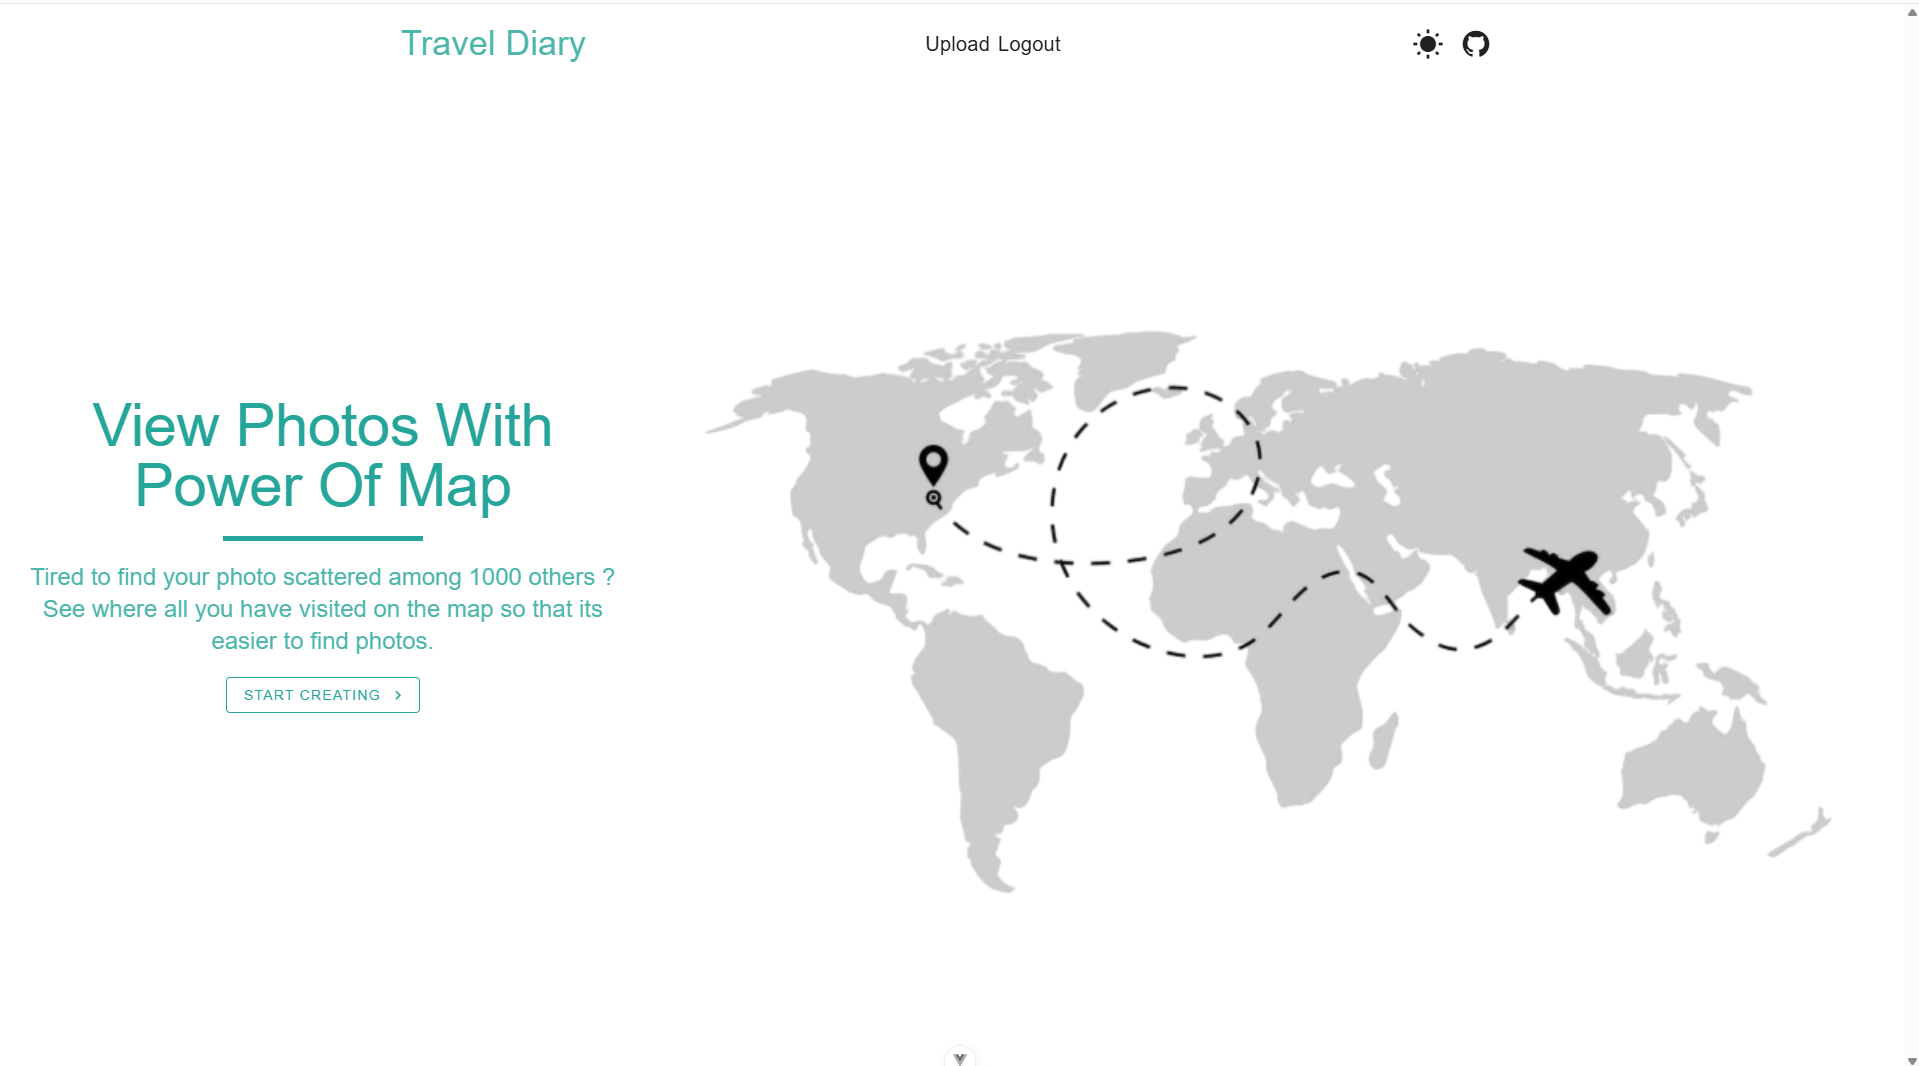 Travel Diary
Upload Logout
View Photos With
Power Of Map
Tired to find your photo scattered among 1000 others ?
See where all you have visited on the map so that its
easier to find photos.
START CREATING